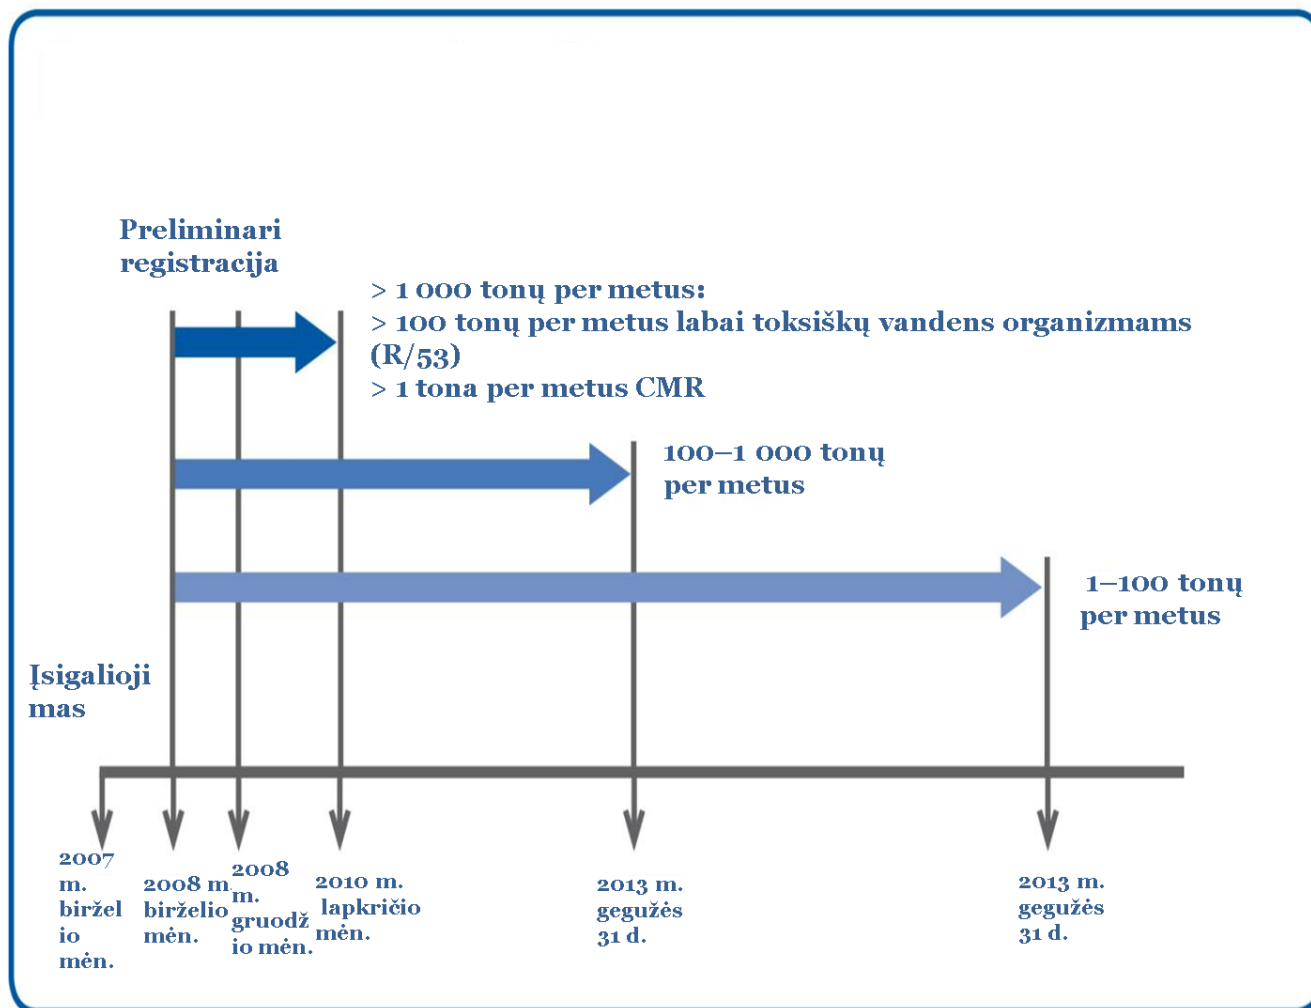 Preliminari
registracija
> 1 000 tonų per metus:
> 100 tonų per metus labai toksiškų vandens organizmams
(R/53)
> 1 tona per metus CMR
100–1 000 tonų
per metus
1–100 tonų
per metus
Įsigalioji
mas
2007
m.
biržel
io
mėn.
2008 m.
birželio
mėn.
2008
m.
gruodž
io mėn.
2010 m.
lapkričio
mėn.
2013 m.
gegužės
31 d.
2013 m.
gegužės
31 d.